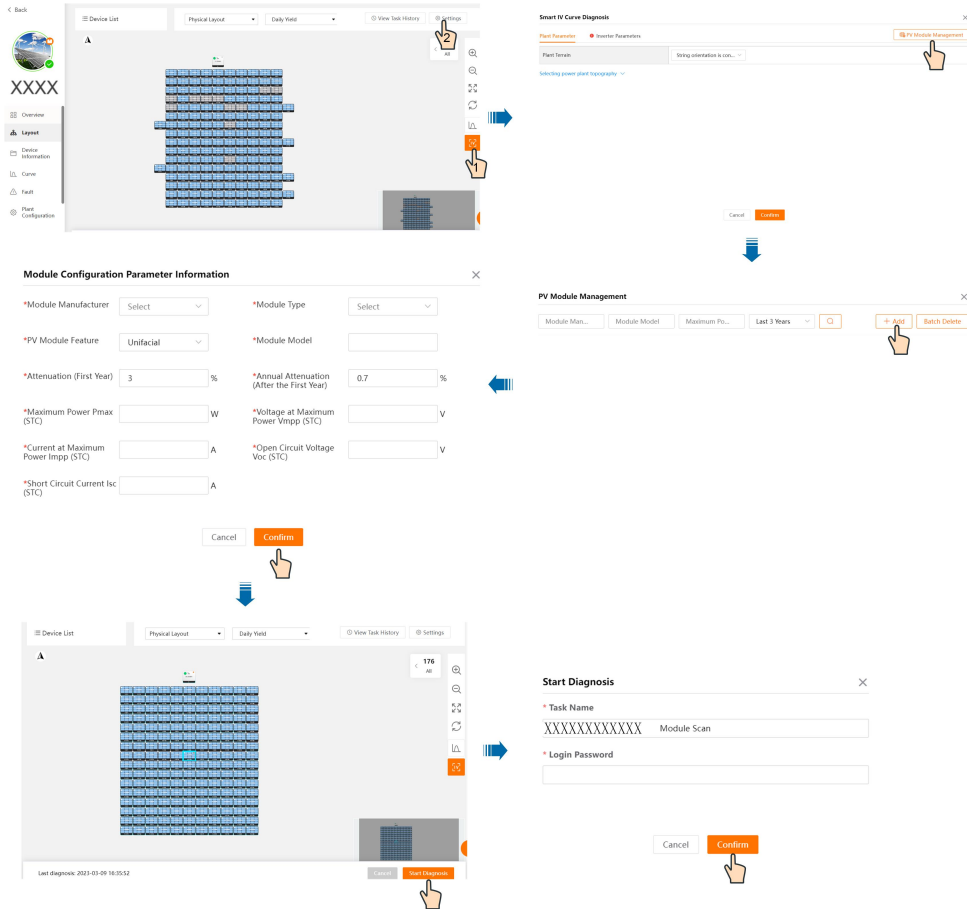 < Back
Device List
Physical Layout
Daily Yield
View Task History
Settings
2
All
XXXX
Overview
Layout
Device
Information
Curve
Fault
Plant
Configuration
1
Smart IV Curve Diagnosis
Plant Parameter
Inverter Parameters
PV Module Management
Plant Terrain
String orientation is con...
Selecting power plant topography
Cancel
Confirm
PV Module Management
Module Man...
Module Model
Maximum Po...
Last 3 Years
+ Add
Batch Delete
Module Configuration Parameter Information
*Module Manufacturer
Select
*Module Type
Select
*PV Module Feature
Unifacial
*Module Model
*Attenuation (First Year)
3
%
*Annual Attenuation
(After the First Year)
0.7
%
*Maximum Power Pmax
(STC)
W
*Voltage at Maximum
Power Vmpp (STC)
V
*Current at Maximum
Power Impp (STC)
A
*Open Circuit Voltage
Voc (STC)
V
*Short Circuit Current Isc
(STC)
A
Cancel
Confirm
Device List
Physical Layout
Daily Yield
View Task History
Settings
176
All
Last diagnosis: 2023-03-09 16:35:52
Cancel
Start Diagnosis
Start Diagnosis
* Task Name
XXXXXXXXXXXX Module Scan
* Login Password
Cancel
Confirm